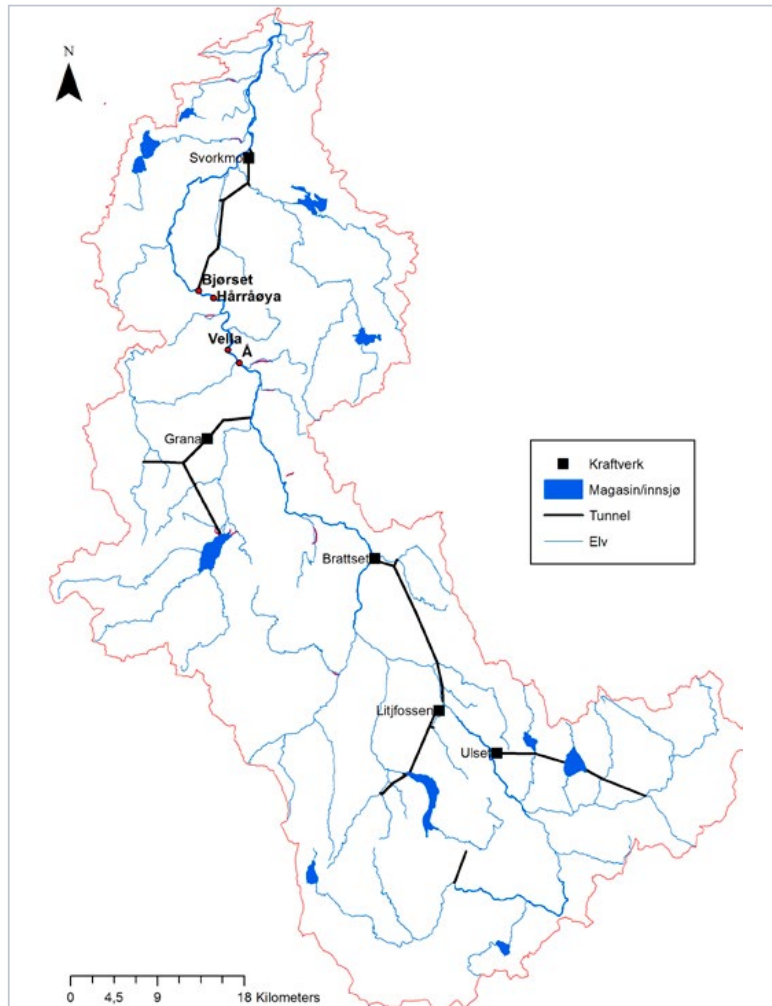 N
Svorkmo
Bjørset
Hårråøya
Vella
Å
Grana
Kraftverk
Magasin/innsjø
Tunnel
Elv
Brattset
Litjfossen
Ulset
0 4,5 9 18 Kilometers